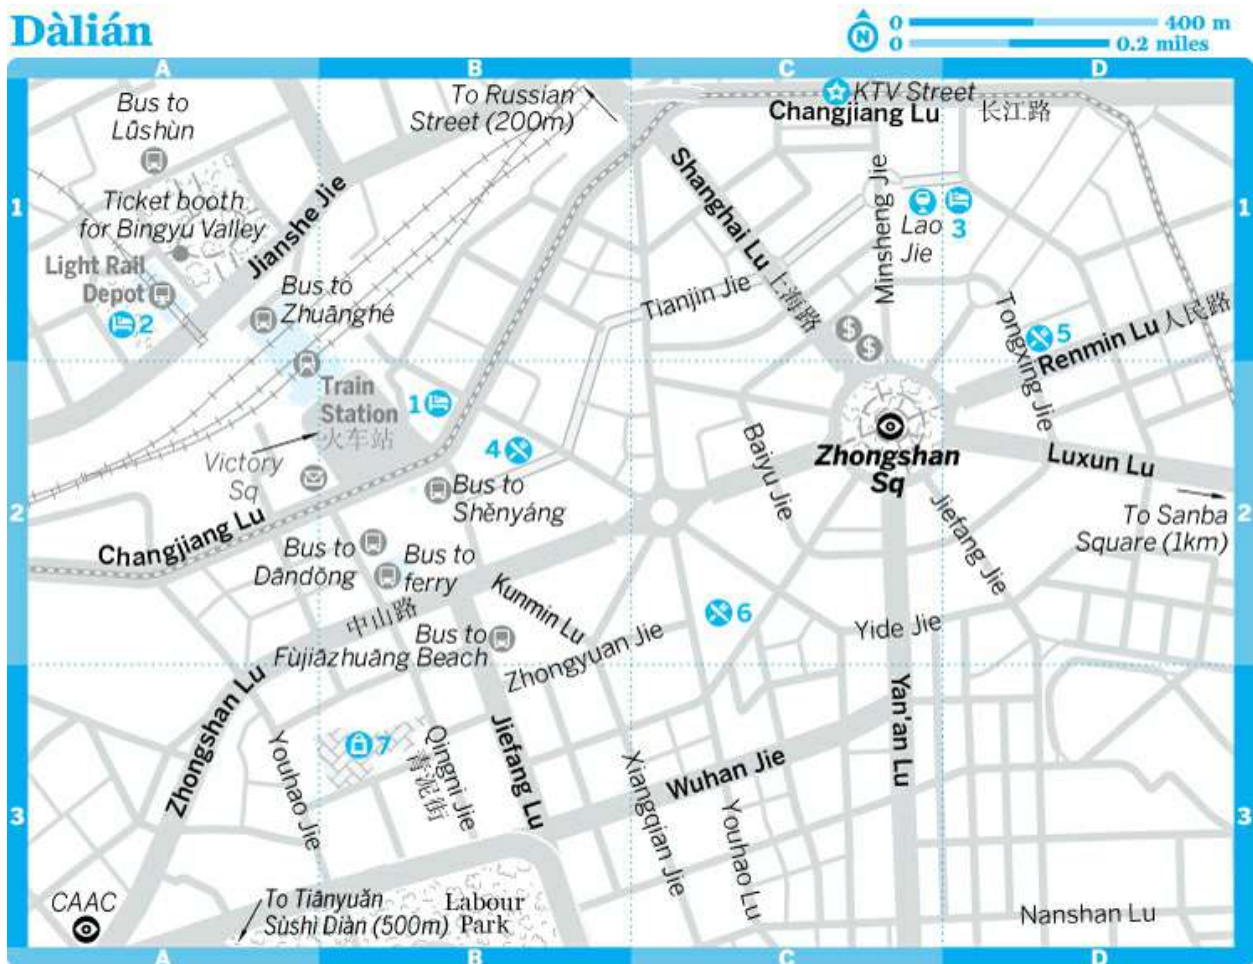 Dàlián
N
0 400 m
0 0.2 miles
A
B
C
D
Bus to
Lǚshùn
To Russian
Street (200m)
KTV Street
Changjiang Lu 长江路
1
1
Ticket booth
for Bingyu Valley
Jianshe Jie
Shanghai Lu 上海路
Minsheng Jie
Lao
Jie
3
Light Rail
Depot
2
Bus to
Zhuānghé
Tianjin Jie
Tongxing Jie
5
Renmin Lu 人民路
$
$
Train
Station
火车站
1
4
Victory
Sq
Baiyu Jie
Zhongshan
Sq
Luxun Lu
2
2
Bus to
Shěnyáng
Jiefang Jie
To Sanba
Square (1km)
Changjiang Lu
Bus to
Dāndōng
Bus to
ferry
中山路
Kunmin Lu
6
Yide Jie
Bus to
Fùjiāzhuāng Beach
Zhongyuan Jie
Zhongshan Lu
Yan'an Lu
7
Youhao Jie
Qingni Jie
青泥街
Jiefang Lu
Wuhan Jie
Xiangqian Jie
Youhao Lu
3
3
CAAC
To Tiānyuǎn
Sùshí Diàn (500m)
Labour
Park
Nanshan Lu
A
B
C
D